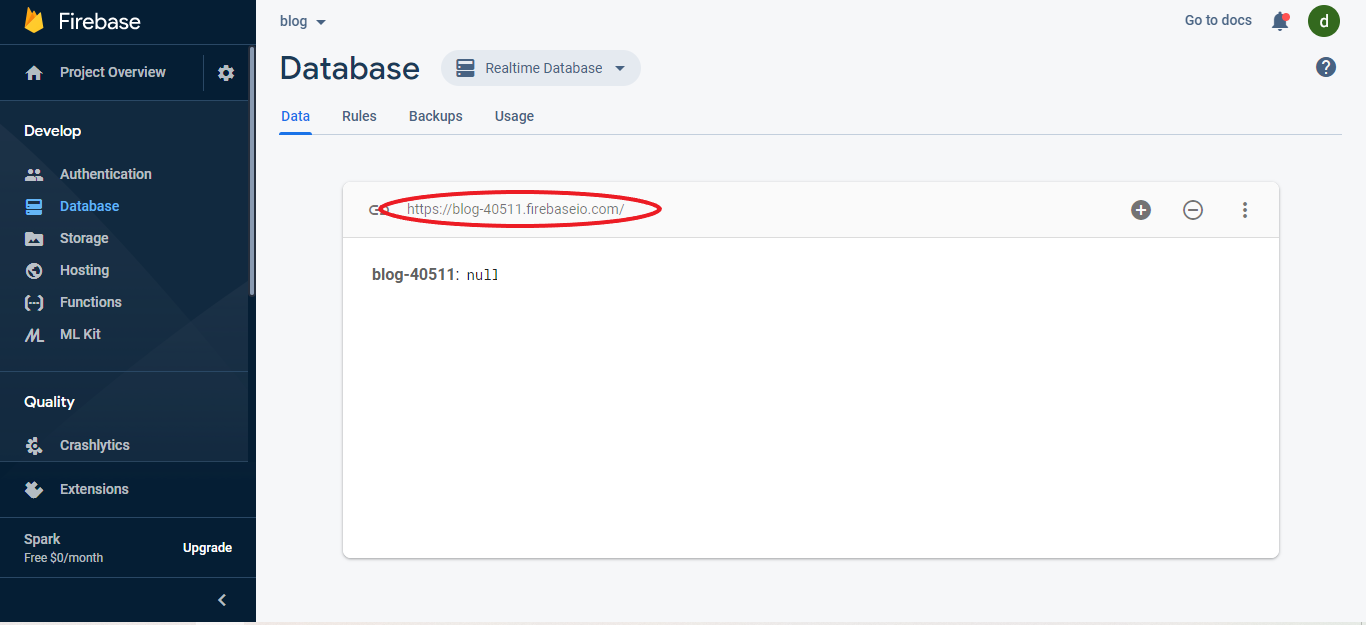 Firebase
Project Overview
Develop
Authentication
Database
Storage
Hosting
Functions
ML Kit
Quality
Crashlytics
Extensions
Spark
Free $0/month
Upgrade
blog
Go to docs
d
Database
Realtime Database
Data Rules Backups Usage
https://blog-40511.firebaseio.com/
blog-40511: null